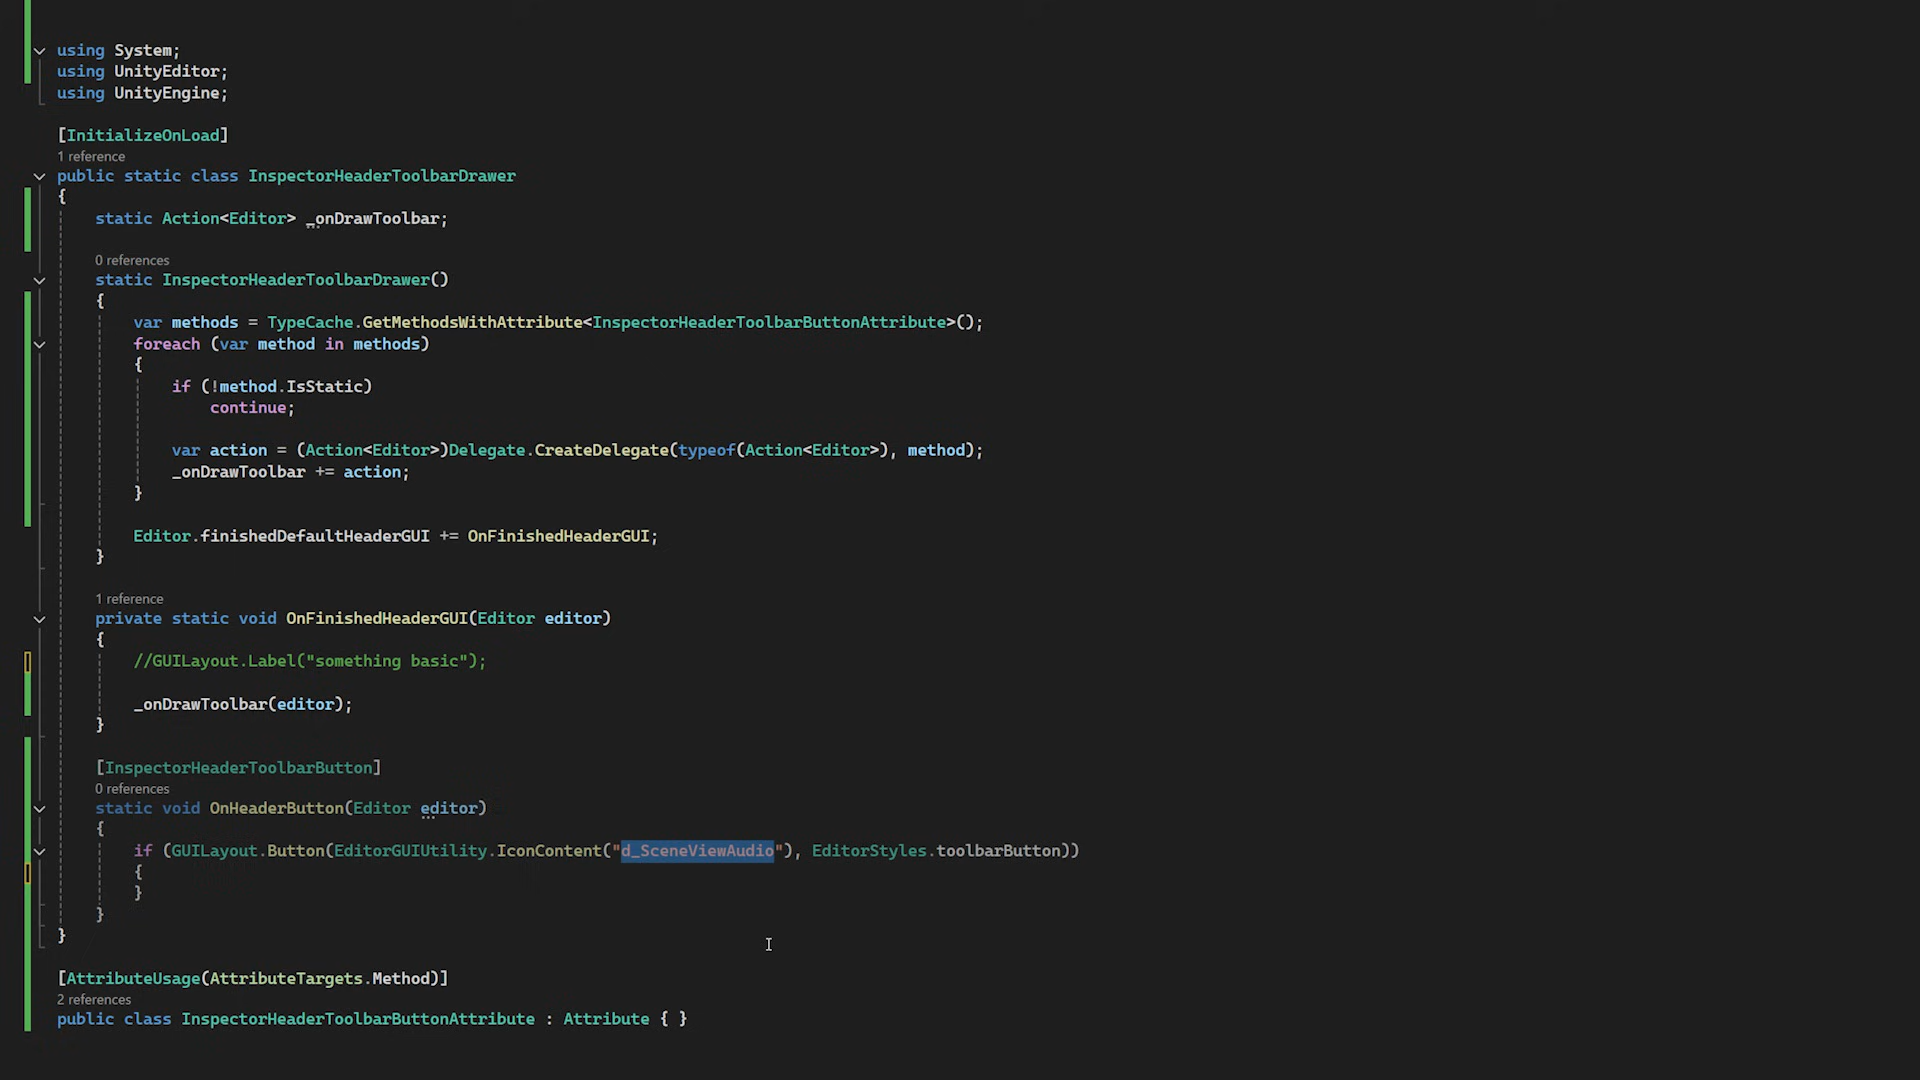 using System;
using UnityEditor;
using UnityEngine;
[InitializeOnLoad]
1 reference
public static class InspectorHeaderToolbarDrawer
{
static Action<Editor> _onDrawToolbar;
0 references
static InspectorHeaderToolbarDrawer()
{
var methods = TypeCache.GetMethodsWithAttribute<InspectorHeaderToolbarButtonAttribute>();
foreach (var method in methods)
{
if (!method.IsStatic)
continue;
var action = (Action<Editor>)Delegate.CreateDelegate(typeof(Action<Editor>), method);
_onDrawToolbar += action;
}
Editor.finishedDefaultHeaderGUI += OnFinishedHeaderGUI;
}
1 reference
private static void OnFinishedHeaderGUI(Editor editor)
{
//GUILayout.Label("something basic");
_onDrawToolbar(editor);
}
[InspectorHeaderToolbarButton]
0 references
static void OnHeaderButton(Editor editor)
{
if (GUILayout.Button(EditorGUIUtility.IconContent("d_SceneViewAudio"), EditorStyles.toolbarButton))
{
}
}
}
[AttributeUsage(AttributeTargets.Method)]
2 references
public class InspectorHeaderToolbarButtonAttribute : Attribute { }